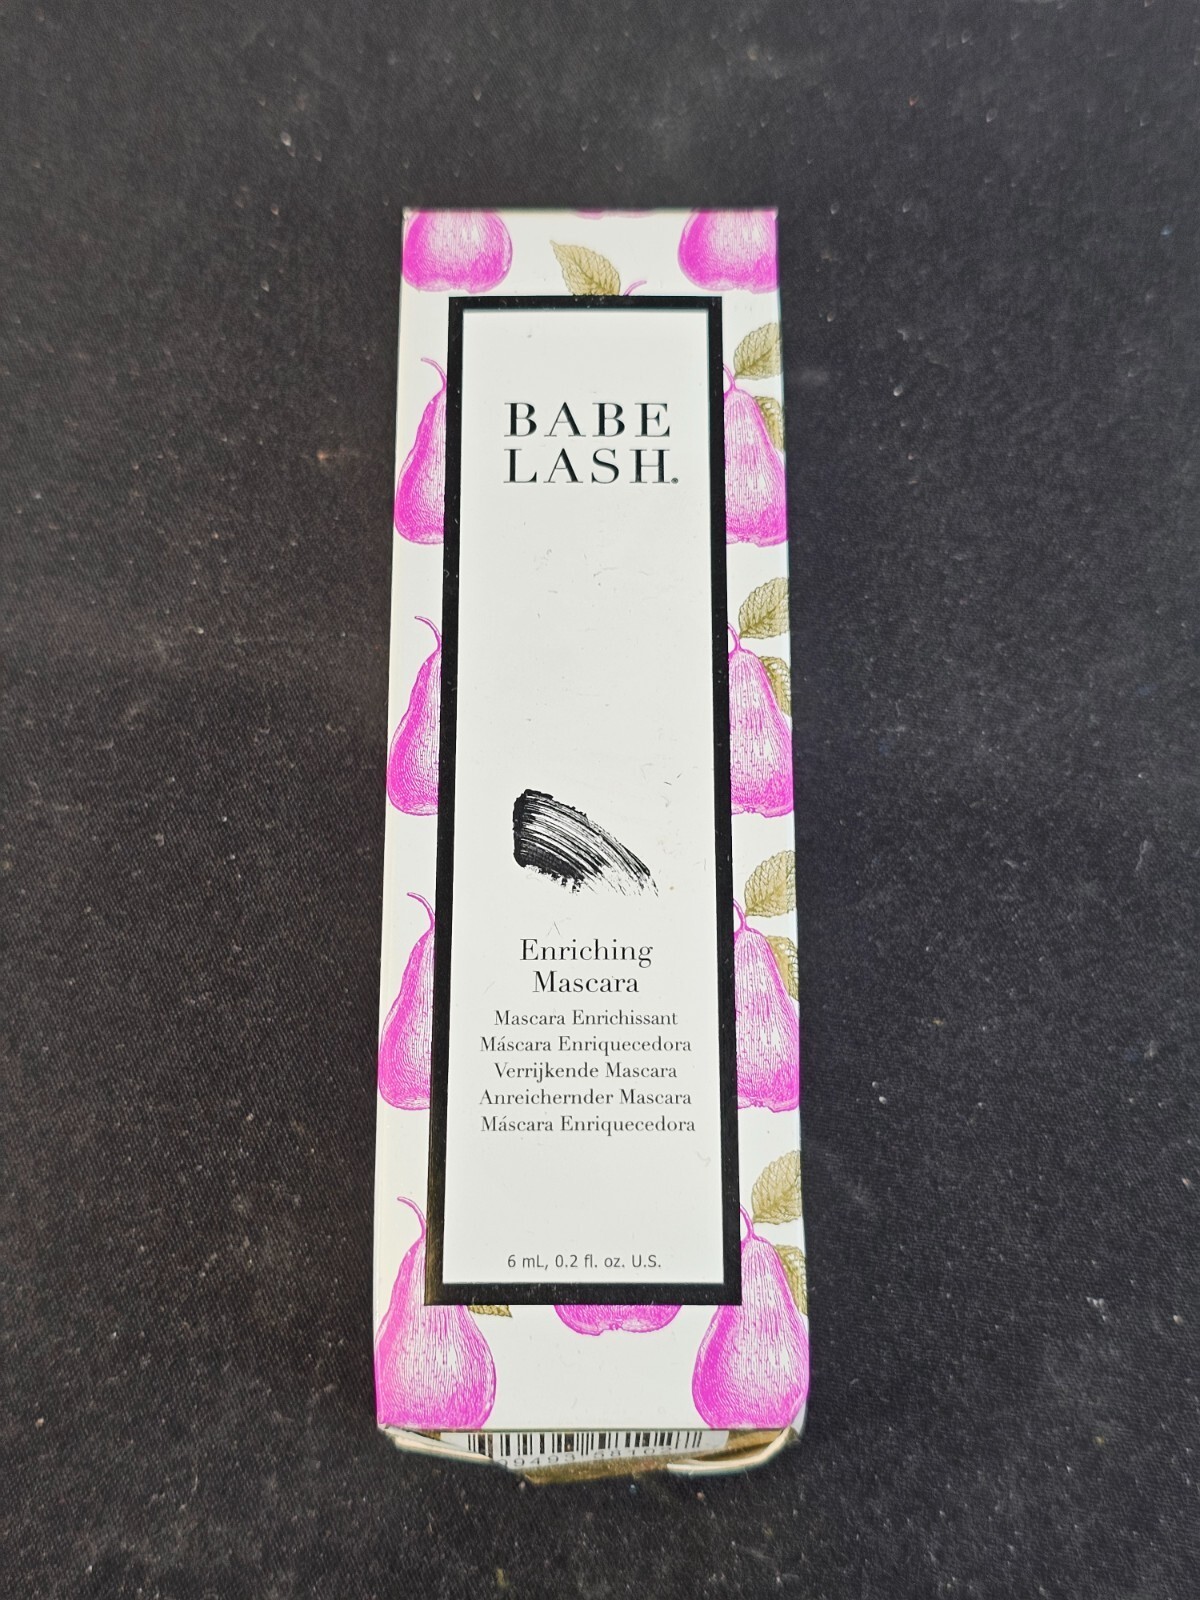 BABE
LASH®
Enriching
Mascara
Mascara Enrichissant
Máscara Enriquecedora
Verrijkende Mascara
Anreichernder Mascara
Máscara Enriquecedora
6 mL, 0.2 fl. oz. U.S.